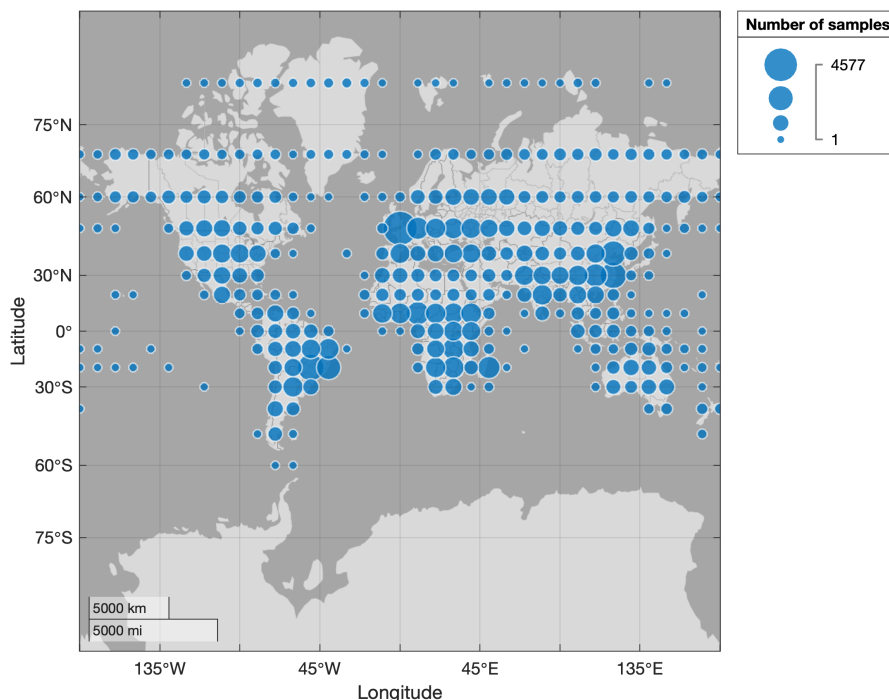 Number of samples
4577
1
75°N
60°N
30°N
0°
30°S
60°S
75°S
Latitude
5000 km
5000 mi
135°W
45°W
45°E
135°E
Longitude